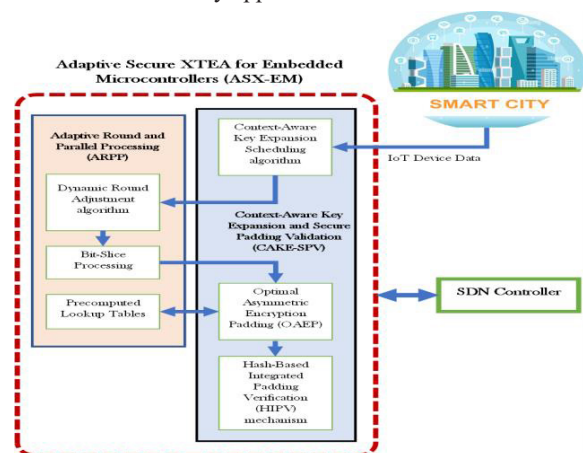 Adaptive Secure XTEA for Embedded
Microcontrollers (ASX-EM)
SMART CITY
Adaptive Round and
Parallel Processing
(ARPP)
Context-Aware
Key Expansion
Scheduling
algorithm
IoT Device Data
Dynamic Round
Adjustment
algorithm
Context-Aware Key
Expansion and Secure
Padding Validation
(CAKE-SPV)
Bit-Slice
Processing
Precomputed
Lookup Tables
Optimal
Asymmetric
Encryption
Padding (OAEP)
SDN Controller
Hash-Based
Integrated
Padding
Verification
(HIPV)
mechanism